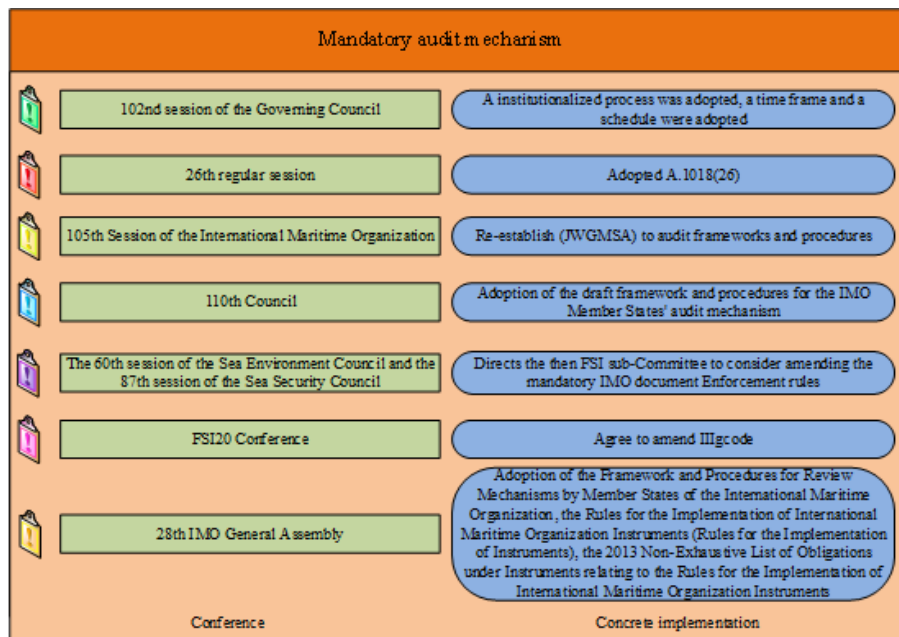 Mandatory audit mechanism
102nd session of the Governing Council
A institutionalized process was adopted, a time frame and a
schedule were adopted
26th regular session
Adopted A.1018(26)
105th Session of the International Maritime Organization
Re-establish (JWGMSA) to audit frameworks and procedures
110th Council
Adoption of the draft framework and procedures for the IMO
Member States' audit mechanism
The 60th session of the Sea Environment Council and the
87th session of the Sea Security Council
Directs the then FSI sub-Committee to consider amending the
mandatory IMO document Enforcement rules
FSI20 Conference
Agree to amend IIIgcode
28th IMO General Assembly
Adoption of the Framework and Procedures for Review
Mechanisms by Member States of the International Maritime
Organization, the Rules for the Implementation of International
Maritime Organization Instruments (Rules for the Implementation
of Instruments), the 2013 Non-Exhaustive List of Obligations
under Instruments relating to the Rules for the Implementation of
International Maritime Organization Instruments
Conference
Concrete implementation